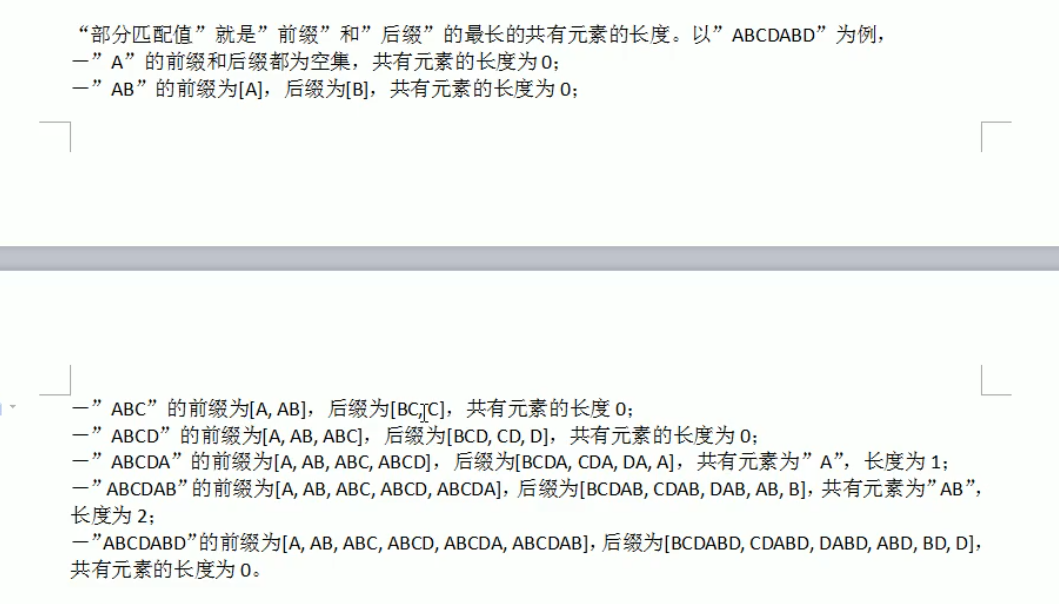 “部分匹配值”就是”前缀”和”后缀”的最长的共有元素的长度。以”ABCDABD”为例，
－”A”的前缀和后缀都为空集，共有元素的长度为0；
－”AB”的前缀为[A]，后缀为[B]，共有元素的长度为0；
－”ABC”的前缀为[A, AB]，后缀为[BC, C]，共有元素的长度0；
－”ABCD”的前缀为[A, AB, ABC]，后缀为[BCD, CD, D]，共有元素的长度为0；
－”ABCDA”的前缀为[A, AB, ABC, ABCD]，后缀为[BCDA, CDA, DA, A]，共有元素为”A”，长度为1；
－”ABCDAB”的前缀为[A, AB, ABC, ABCD, ABCDA]，后缀为[BCDAB, CDAB, DAB, AB, B]，共有元素为”AB”，
长度为2；
－”ABCDABD”的前缀为[A, AB, ABC, ABCD, ABCDA, ABCDAB]，后缀为[BCDABD, CDABD, DABD, ABD, BD, D]，
共有元素的长度为0。